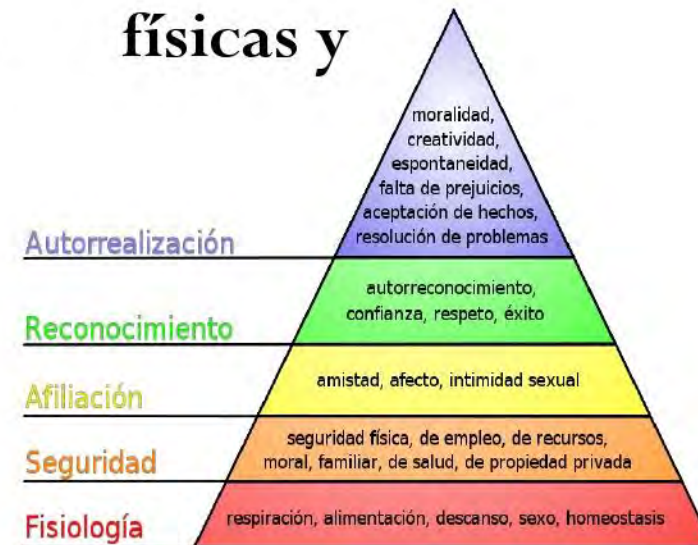 físicas y
moralidad,
creatividad,
espontaneidad,
falta de prejuicios,
aceptación de hechos,
resolución de problemas
Autorrealización
autorreconocimiento,
confianza, respeto, éxito
Reconocimiento
amistad, afecto, intimidad sexual
Afiliación
seguridad física, de empleo, de recursos,
moral, familiar, de salud, de propiedad privada
Seguridad
respiración, alimentación, descanso, sexo, homeostasis
Fisiología